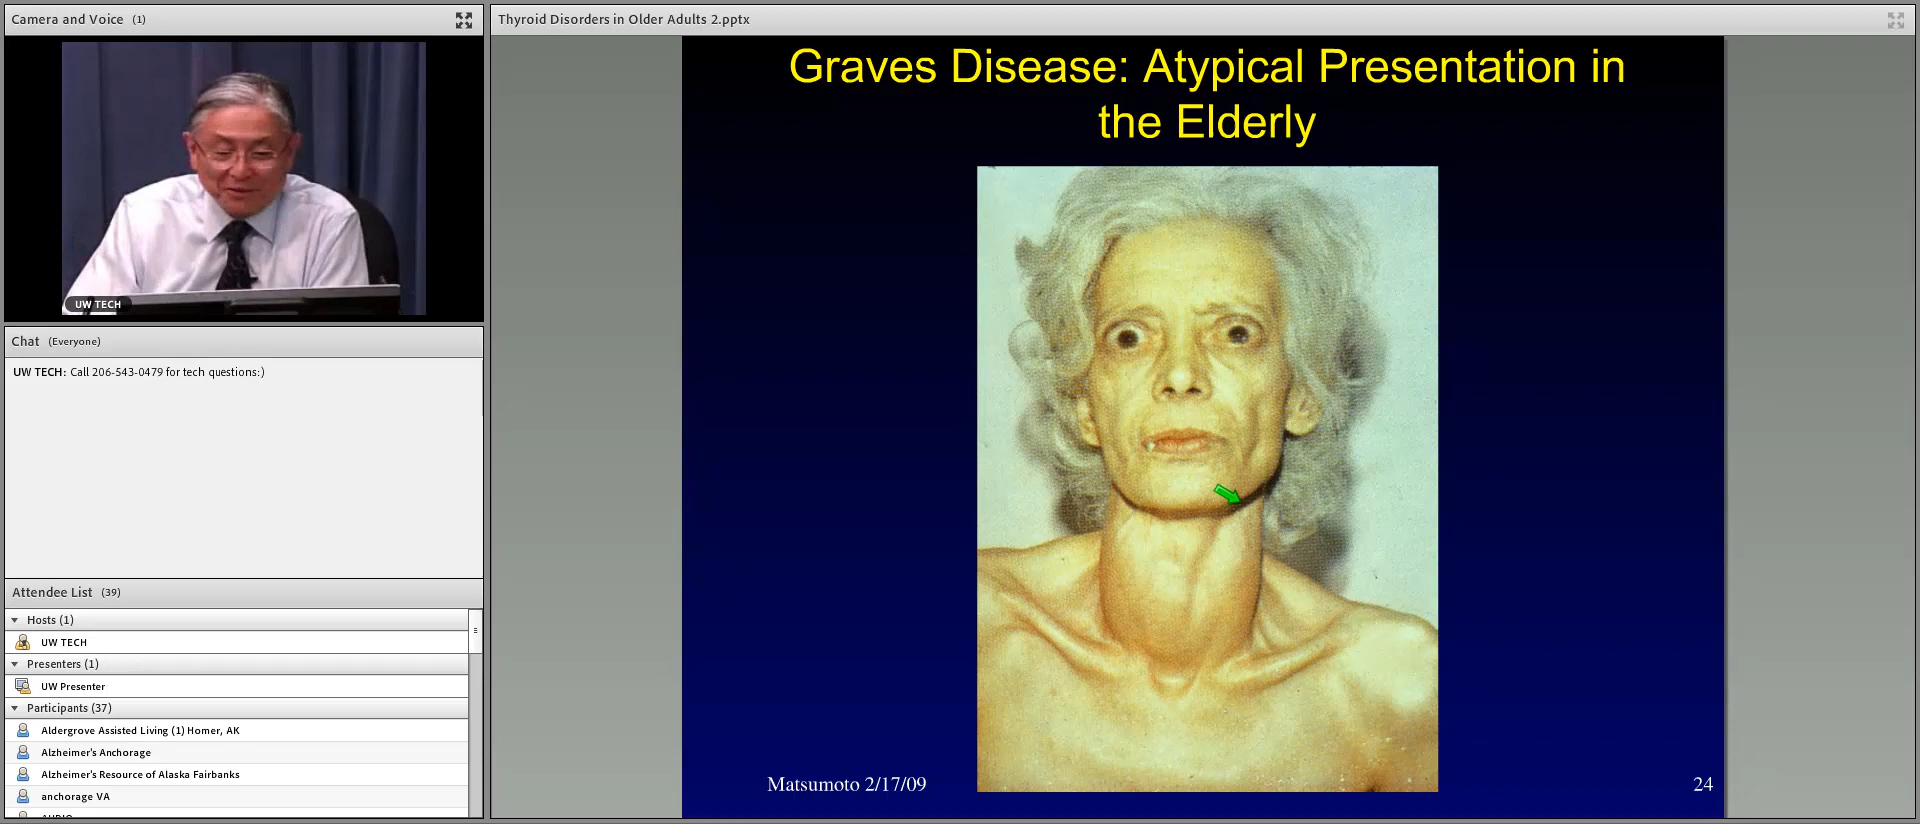 Camera and Voice (1)
UW TECH
Chat (Everyone)
UW TECH: Call 206-543-0479 for tech questions:)
Attendee List (39)
Hosts (1)
UW TECH
Presenters (1)
UW Presenter
Participants (37)
Aldergrove Assisted Living (1) Homer, AK
Alzheimer's Anchorage
Alzheimer's Resource of Alaska Fairbanks
anchorage VA
Thyroid Disorders in Older Adults 2.pptx
Graves Disease: Atypical Presentation in
the Elderly
Matsumoto 2/17/09
24